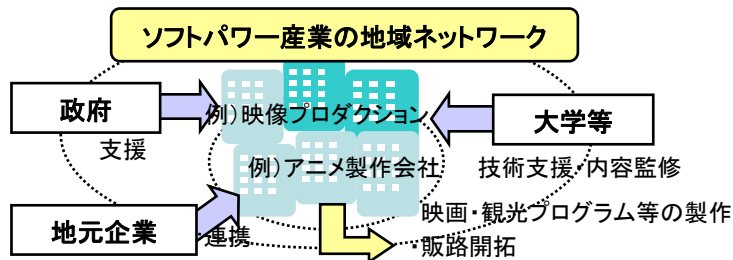 ソフトパワー産業の地域ネットワーク
政府
支援
例）映像プロダクション
大学等
技術支援・内容監修
例）アニメ製作会社
地元企業
連携
映画・観光プログラム等の製作
・販路開拓